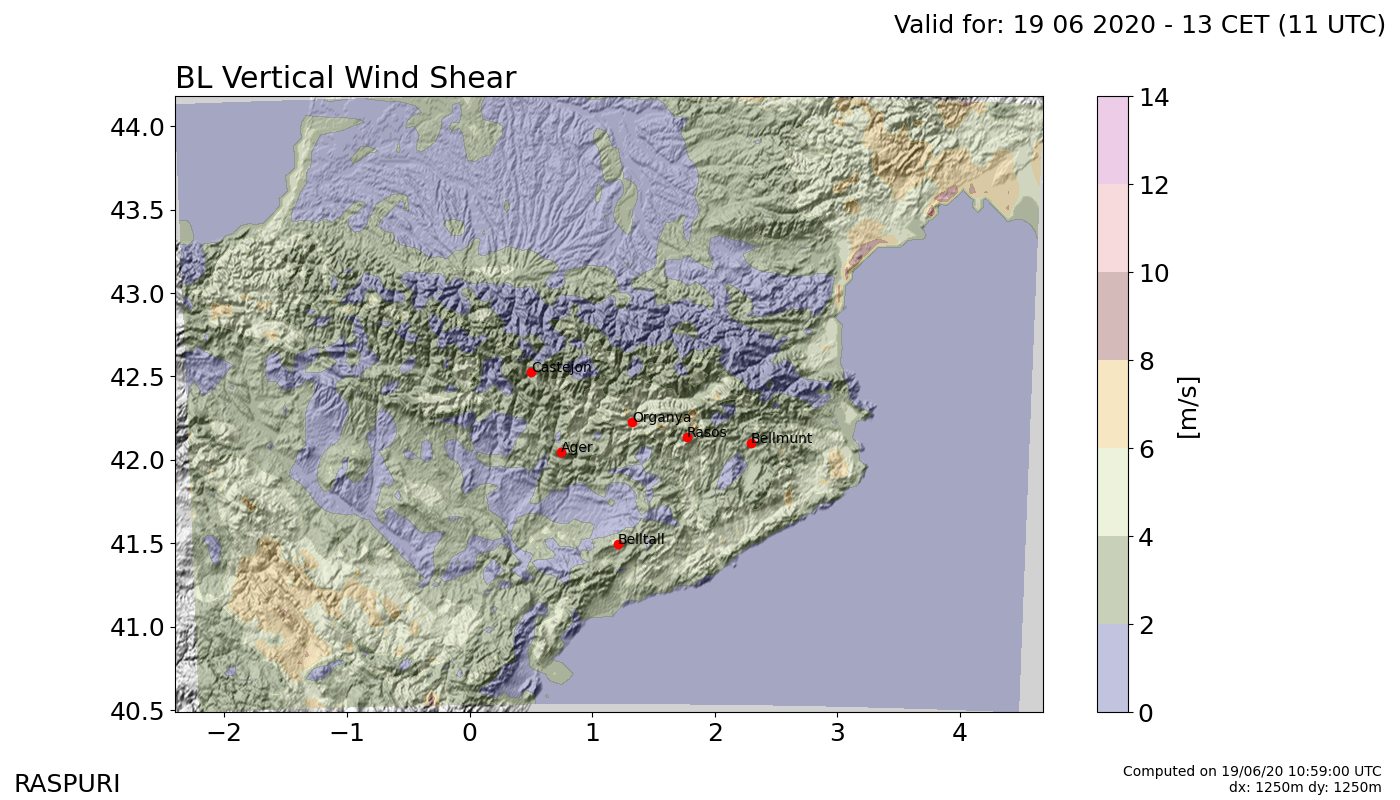 Valid for: 19 06 2020 - 13 CET (11 UTC)
BL Vertical Wind Shear
44.0
43.5
43.0
42.5
42.0
41.5
41.0
40.5
−2 −1 0 1 2 3 4
Castejon
Organya
Rasos
Bellmunt
Ager
Belltall
14
12
10
8
6
4
2
0
[m/s]
RASPURI
Computed on 19/06/20 10:59:00 UTC
dx: 1250m dy: 1250m